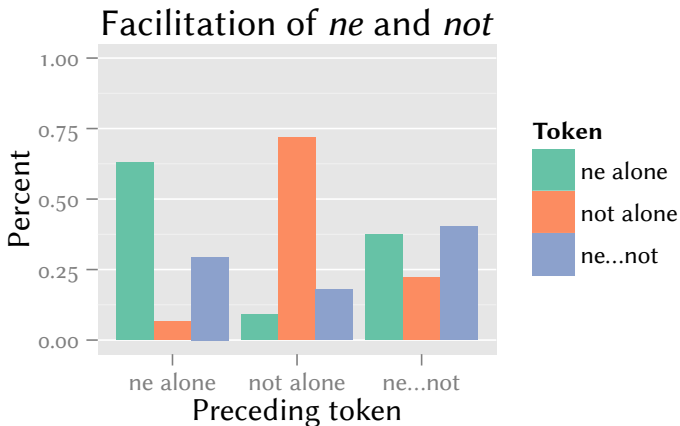 Facilitation of ne and not
Percent
1.00
0.75
0.50
0.25
0.00
ne alone not alone ne...not
Preceding token
Token
ne alone
not alone
ne...not